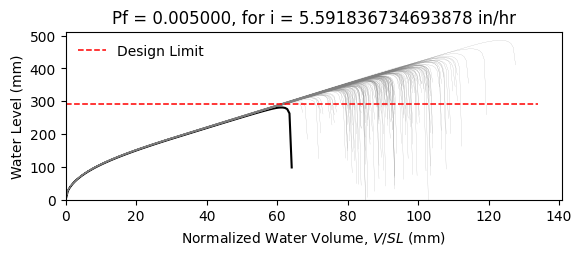 Pf = 0.005000, for i = 5.591836734693878 in/hr
Design Limit
Water Level (mm)
500
400
300
200
100
0
0 20 40 60 80 100 120 140
Normalized Water Volume, V/SL (mm)